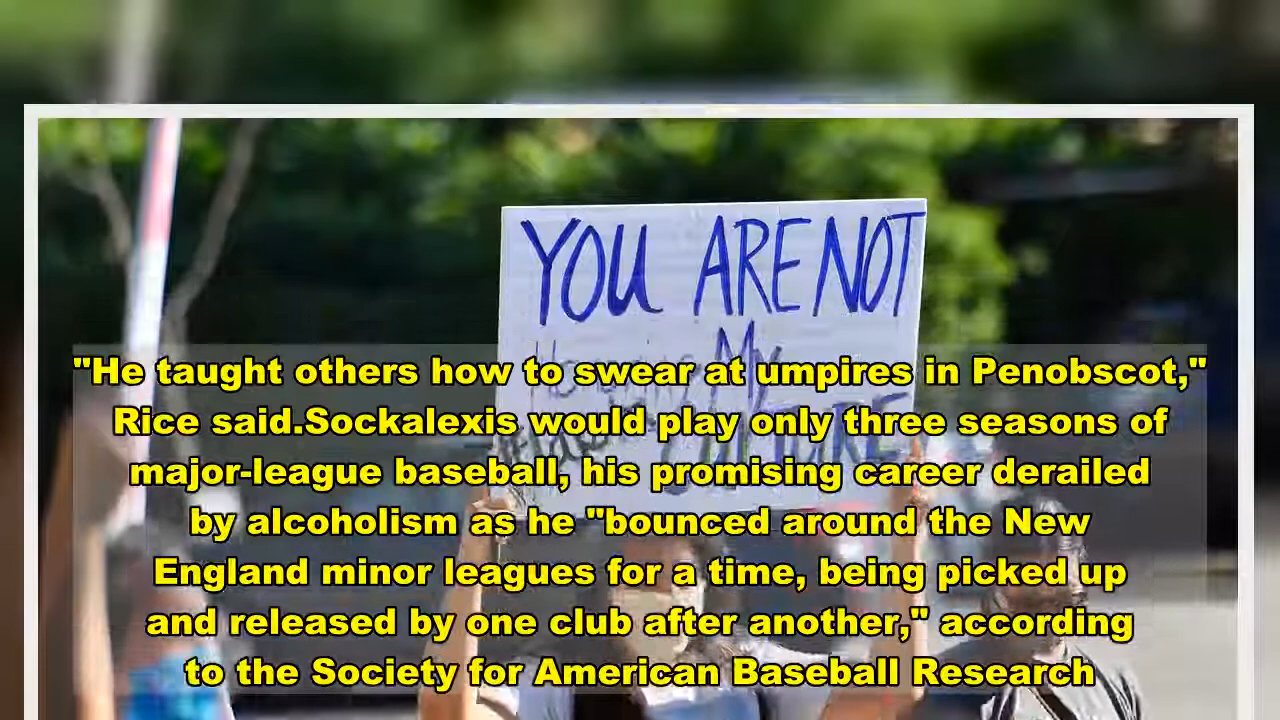 YOU ARE NOT
My
"He taught others how to swear at umpires in Penobscot,"
Rice said.Sockalexis would play only three seasons of
major-league baseball, his promising career derailed
by alcoholism as he "bounced around the New
England minor leagues for a time, being picked up
and released by one club after another," according
to the Society for American Baseball Research